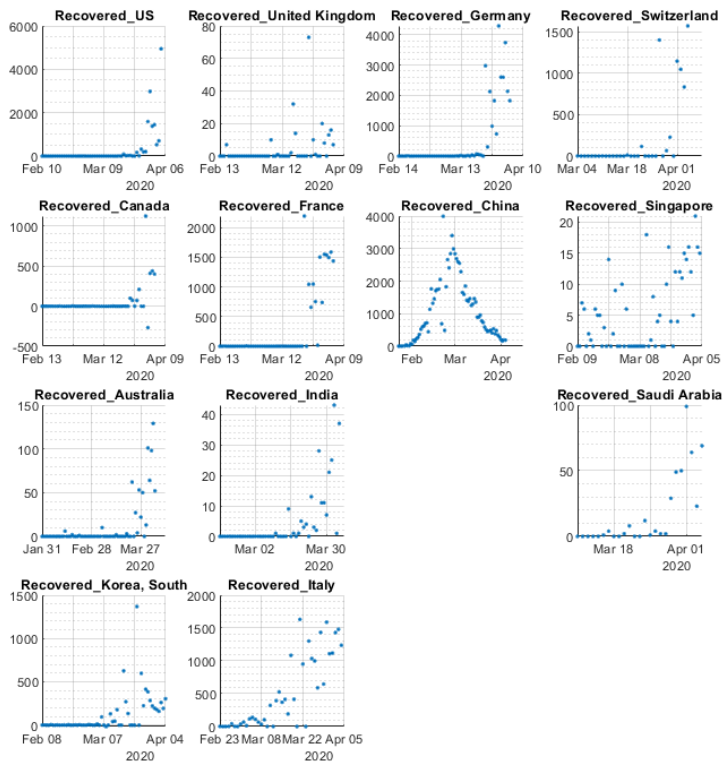 Recovered_US
6000
4000
2000
0
Feb 10
Mar 09
Apr 06
2020
Recovered_United Kingdom
80
60
40
20
0
Feb 13
Mar 12
Apr 09
2020
Recovered_Germany
4000
3000
2000
1000
0
Feb 14
Mar 13
Apr 10
2020
Recovered_Switzerland
1500
1000
500
0
Mar 04
Mar 18
Apr 01
2020
Recovered_Canada
1000
500
0
-500
Feb 13
Mar 12
Apr 09
2020
Recovered_France
2000
1500
1000
500
0
Feb 13
Mar 12
Apr 09
2020
Recovered_China
4000
3000
2000
1000
0
Feb
Mar
Apr
2020
Recovered_Singapore
20
15
10
5
0
Feb 09
Mar 08
Apr 05
2020
Recovered_Australia
150
100
50
0
Jan 31
Feb 28
Mar 27
2020
Recovered_India
40
30
20
10
0
Mar 02
Mar 30
2020
Recovered_Saudi Arabia
100
50
0
Mar 18
Apr 01
2020
Recovered_Korea, South
1500
1000
500
0
Feb 08
Mar 07
Apr 04
2020
Recovered_Italy
2000
1500
1000
500
0
Feb 23
Mar 08
Mar 22
Apr 05
2020